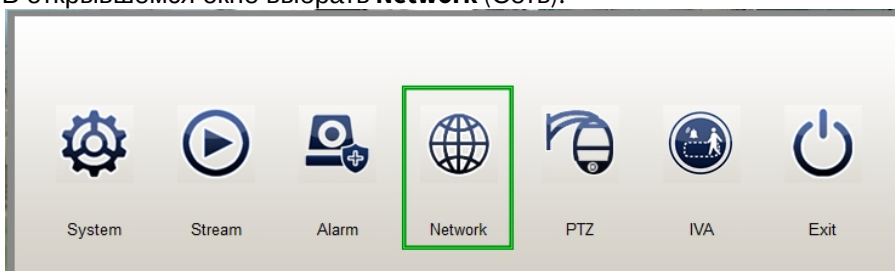 В открывшемся окне выбрать Network (Сеть).
System Stream Alarm Network PTZ IVA Exit